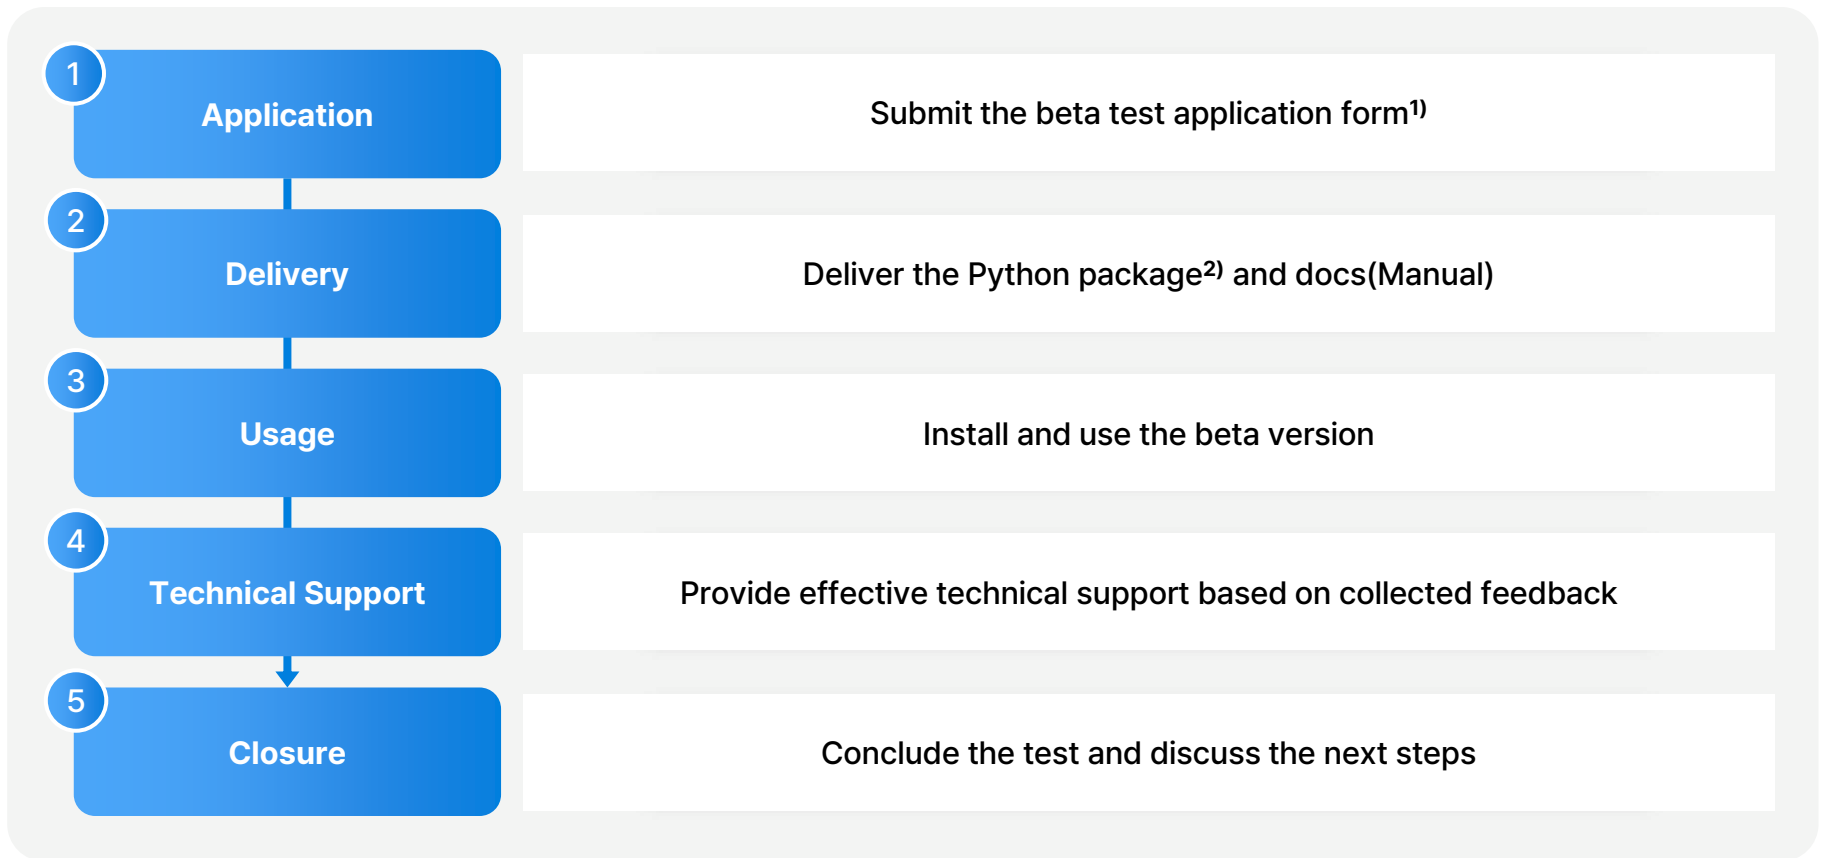 1
Application
Submit the beta test application form¹⁾
2
Delivery
Deliver the Python package²⁾ and docs(Manual)
3
Usage
Install and use the beta version
4
Technical Support
Provide effective technical support based on collected feedback
5
Closure
Conclude the test and discuss the next steps